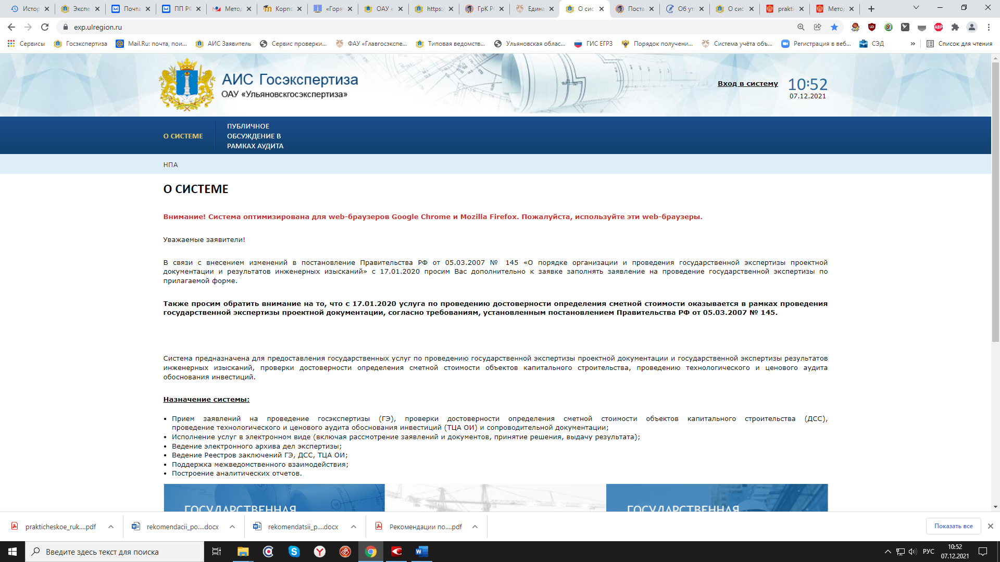 Истор
Экспе
Почта
ПП РФ
Метод
Корпс
«Горя
ОАУ «
https:/
ГрК РФ
Едина
О сис
Поста
Об ут
О сис
prakti
Мето
exp.ulregion.ru
Сервисы
Госэкспертиза
Mail.Ru: почта, пои...
АИС Заявитель
Сервис проверки...
ФАУ «Главгосэкспе...
Типовая ведомств...
Ульяновская облас...
ГИС ЕГРЗ
Порядок получени...
Система учёта объ...
Регистрация в веб...
СЭД
»
Список для чтения
АИС Госэкспертиза
ОАУ «Ульяновскгосэкспертиза»
Вход в систему
10:52
07.12.2021
О СИСТЕМЕ
ПУБЛИЧНОЕ
ОБСУЖДЕНИЕ В
РАМКАХ АУДИТА
НПА
О СИСТЕМЕ
Внимание! Система оптимизирована для web-браузеров Google Chrome и Mozilla Firefox. Пожалуйста, используйте эти web-браузеры.
Уважаемые заявители!
В связи с внесением изменений в постановление Правительства РФ от 05.03.2007 № 145 «О порядке организации и проведения государственной экспертизы проектной
документации и результатов инженерных изысканий» с 17.01.2020 просим Вас дополнительно к заявке заполнять заявление на проведение государственной экспертизы по
прилагаемой форме.
Также просим обратить внимание на то, что с 17.01.2020 услуга по проведению достоверности определения сметной стоимости оказывается в рамках проведения
государственной экспертизы проектной документации, согласно требованиям, установленным постановлением Правительства РФ от 05.03.2007 № 145.
Система предназначена для предоставления государственных услуг по проведению государственной экспертизы проектной документации и государственной экспертизы результатов
инженерных изысканий, проверки достоверности определения сметной стоимости объектов капитального строительства, проведению технологического и ценового аудита
обоснования инвестиций.
Назначение системы:
• Прием заявлений на проведение госэкспертизы (ГЭ), проверки достоверности определения сметной стоимости объектов капитального строительства (ДСС),
проведение технологического и ценового аудита обоснования инвестиций (ТЦА ОИ) и сопроводительной документации;
• Исполнение услуг в электронном виде (включая рассмотрение заявлений и документов, принятие решения, выдачу результата);
• Ведение электронного архива дел экспертизы;
• Ведение Реестров заключений ГЭ, ДСС, ТЦА ОИ;
• Поддержка межведомственного взаимодействия;
• Построение аналитических отчетов.
ГОСУДАРСТВЕННАЯ
ГОСУДАРСТВЕННАЯ
prakticheskoe_ruk....pdf
rekomendacii_po....docx
rekomendatsii_p....docx
Рекомендации по....pdf
Показать все
Введите здесь текст для поиска
РУС
10:52
07.12.2021